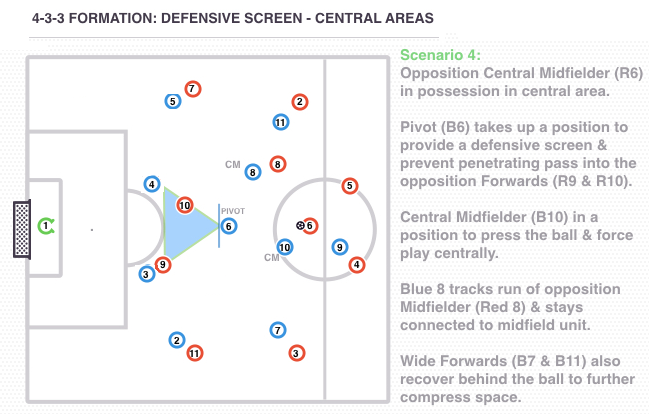 4-3-3 FORMATION: DEFENSIVE SCREEN - CENTRAL AREAS
Scenario 4:
Opposition Central Midfielder (R6)
in possession in central area.
Pivot (B6) takes up a position to
provide a defensive screen &
prevent penetrating pass into the
opposition Forwards (R9 & R10).
Central Midfielder (B10) in a
position to press the ball & force
play centrally.
Blue 8 tracks run of opposition
Midfielder (Red 8) & stays
connected to midfield unit.
Wide Forwards (B7 & B11) also
recover behind the ball to further
compress space.
7
5
2
11
CM
8
8
4
5
10
PIVOT
1
6
6
10
9
CM
9
4
3
7
2
11
3